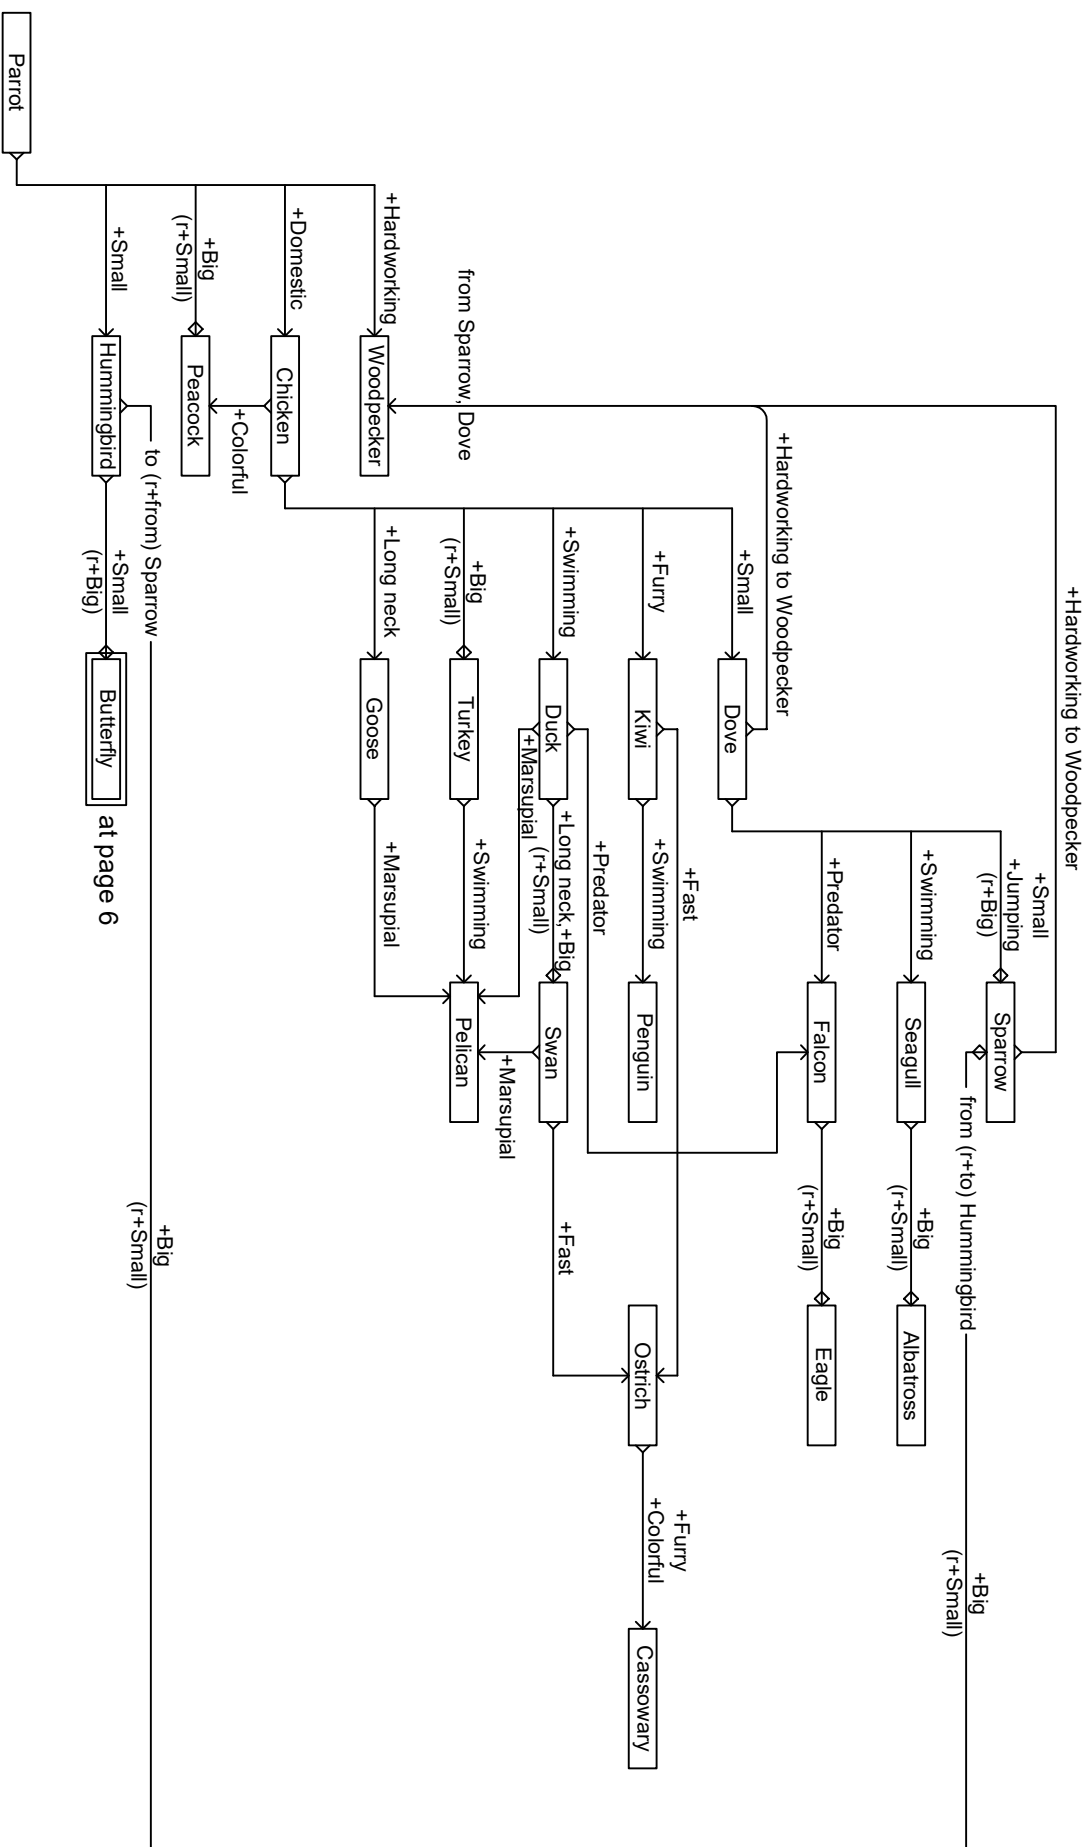 Parrot
+Hardworking
+Domestic
+Big
(r+Small)
+Small
from Sparrow, Dove
Woodpecker
Chicken
+Colorful
Peacock
Hummingbird
to (r+from) Sparrow
+Small
(r+Big)
Butterfly
at page 6
+Hardworking to Woodpecker
+Hardworking to Woodpecker
+Small
+Furry
+Swimming
+Big
(r+Small)
+Long neck
Dove
Kiwi
Duck
Turkey
Goose
+Small
+Jumping
(r+Big)
+Swimming
+Predator
+Fast
+Swimming
+Predator
+Long neck,+Big
(r+Small)
+Marsupial
+Swimming
+Marsupial
Sparrow
Seagull
Falcon
Penguin
Swan
+Marsupial
Pelican
from (r+to) Hummingbird
+Big
(r+Small)
+Big
(r+Small)
+Fast
Albatross
Eagle
Ostrich
+Furry
+Colorful
Cassowary
+Big
(r+Small)
+Big
(r+Small)